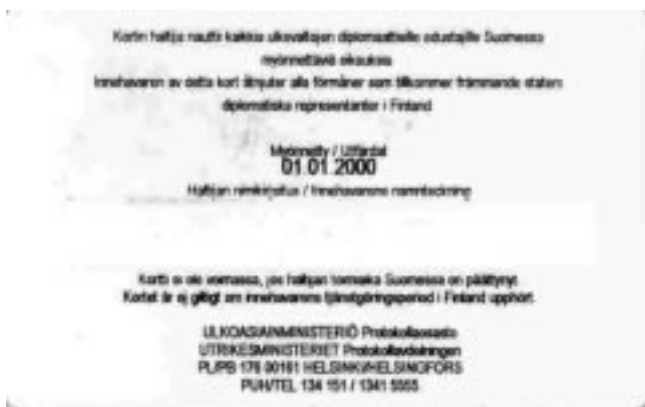 Kortin haltija nauttii kaikkia ulkovaltojen diplomaattisille edustajille Suomessa
myönnettäviä oikeuksia
Innehavaren av detta kort åtnjuter alla förmåner som tillkommer främmande staters
diplomatiska representanter i Finland
Myönnetty / Utfärdat
01.01.2000
Haltijan nimikirjoitus / Innehavarens namnteckning
Kortti ei ole voimassa, jos haltijan toimiaika Suomessa on päättynyt.
Kortet är ej giltigt om innehavarens tjänstgöringsperiod i Finland upphört.
ULKOASIAINMINISTERIÖ Protokollaosasto
UTRIKESMINISTERIET Protokollavdelningen
PL/PB 176 00161 HELSINKI/HELSINGFORS
PUH/TEL 134 151 / 1341 5555